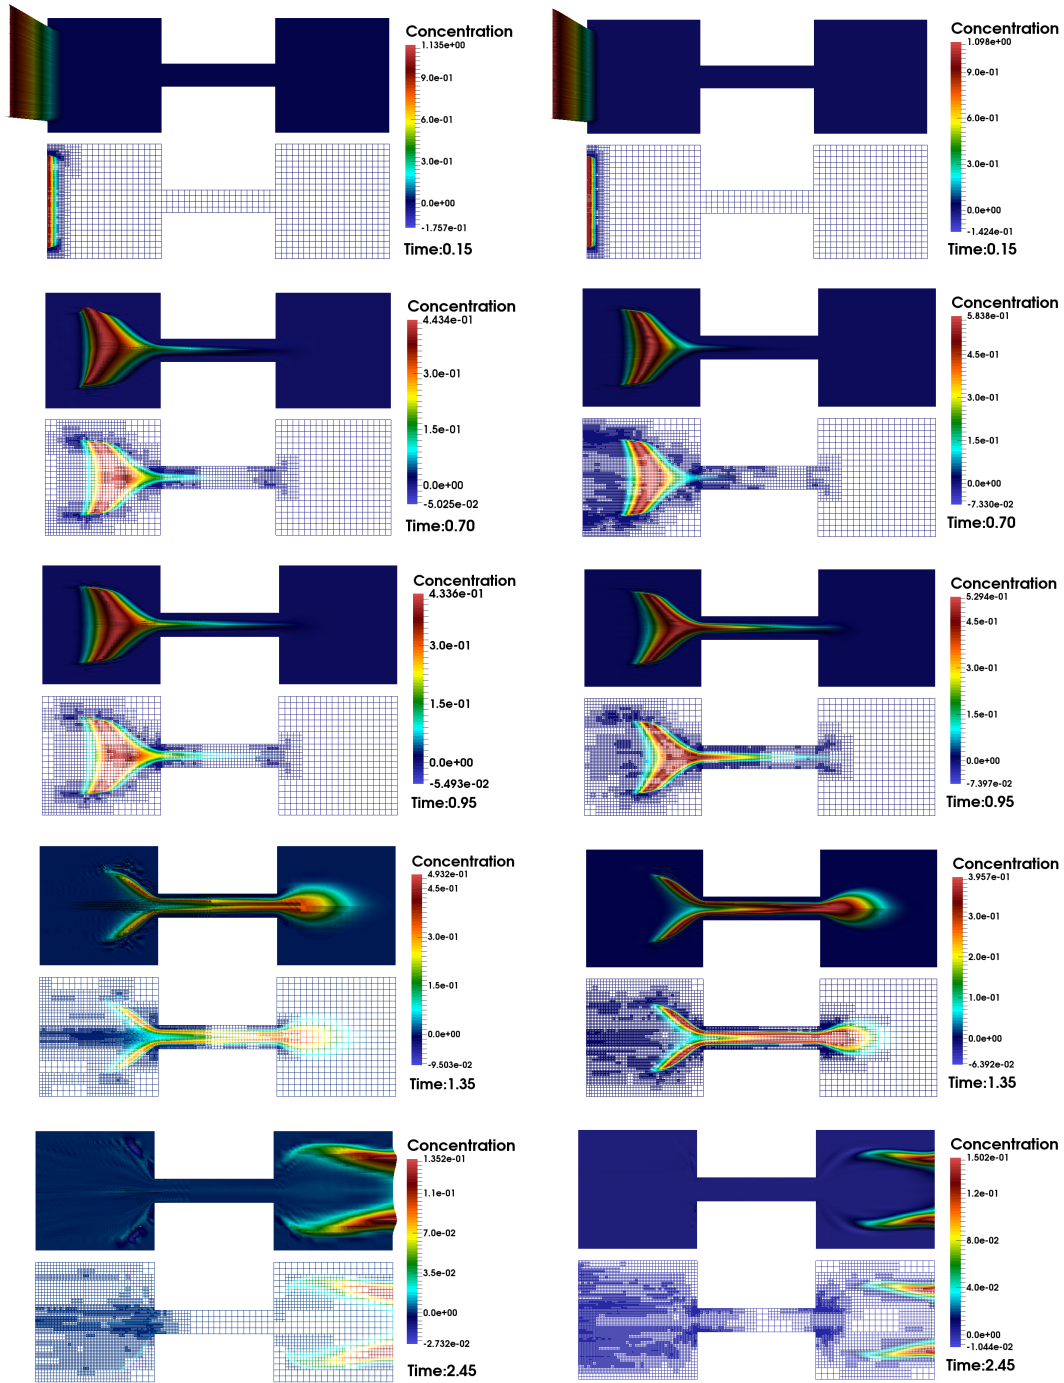 Concentration
1.135e+00
9.0e-01
6.0e-01
3.0e-01
0.0e+00
-1.757e-01
Time:0.15
Concentration
1.098e+00
9.0e-01
6.0e-01
3.0e-01
0.0e+00
-1.424e-01
Time:0.15
Concentration
4.434e-01
3.0e-01
1.5e-01
0.0e+00
-5.025e-02
Time:0.70
Concentration
5.838e-01
4.5e-01
3.0e-01
1.5e-01
0.0e+00
-7.330e-02
Time:0.70
Concentration
4.336e-01
3.0e-01
1.5e-01
0.0e+00
-5.493e-02
Time:0.95
Concentration
5.294e-01
4.5e-01
3.0e-01
1.5e-01
0.0e+00
-7.397e-02
Time:0.95
Concentration
4.932e-01
4.5e-01
3.0e-01
1.5e-01
0.0e+00
-9.503e-02
Time:1.35
Concentration
3.957e-01
3.0e-01
2.0e-01
1.0e-01
0.0e+00
-6.392e-02
Time:1.35
Concentration
1.352e-01
1.1e-01
7.0e-02
3.5e-02
0.0e+00
-2.732e-02
Time:2.45
Concentration
1.502e-01
1.2e-01
8.0e-02
4.0e-02
0.0e+00
-1.044e-02
Time:2.45